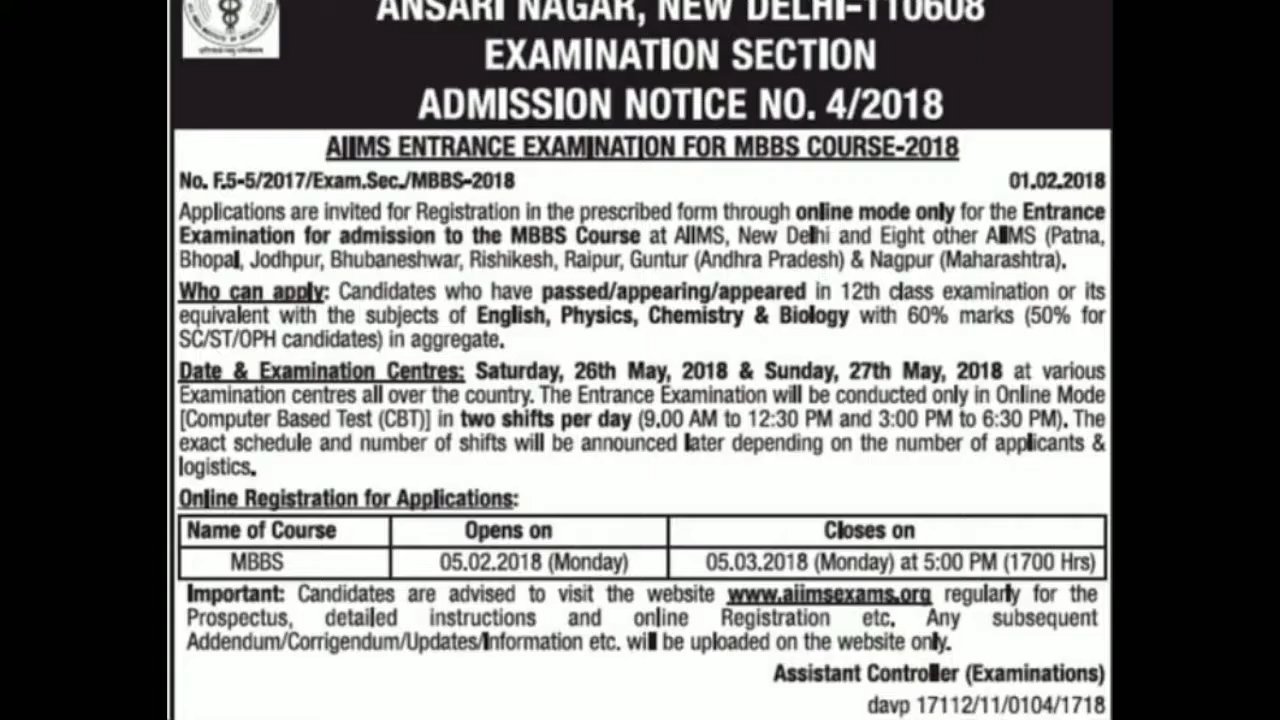 ANSARI NAGAR, NEW DELHI-110608
EXAMINATION SECTION
ADMISSION NOTICE NO. 4/2018
AIIMS ENTRANCE EXAMINATION FOR MBBS COURSE-2018
No. F.5-5/2017/Exam.Sec./MBBS-2018 01.02.2018
Applications are invited for Registration in the prescribed form through online mode only for the Entrance
Examination for admission to the MBBS Course at AIIMS, New Delhi and Eight other AIIMS (Patna,
Bhopal, Jodhpur, Bhubaneshwar, Rishikesh, Raipur, Guntur (Andhra Pradesh) & Nagpur (Maharashtra).
Who can apply: Candidates who have passed/appearing/appeared in 12th class examination or its
equivalent with the subjects of English, Physics, Chemistry & Biology with 60% marks (50% for
SC/ST/OPH candidates) in aggregate.
Date & Examination Centres: Saturday, 26th May, 2018 & Sunday, 27th May, 2018 at various
Examination centres all over the country. The Entrance Examination will be conducted only in Online Mode
[Computer Based Test (CBT)] in two shifts per day (9.00 AM to 12:30 PM and 3:00 PM to 6:30 PM). The
exact schedule and number of shifts will be announced later depending on the number of applicants &
logistics.
Online Registration for Applications:
Name of Course Opens on Closes on
MBBS 05.02.2018 (Monday) 05.03.2018 (Monday) at 5:00 PM (1700 Hrs)
Important: Candidates are advised to visit the website www.aiimsexams.org regularly for the
Prospectus, detailed instructions and online Registration etc. Any subsequent
Addendum/Corrigendum/Updates/Information etc. will be uploaded on the website only.
Assistant Controller (Examinations)
davp 17112/11/0104/1718